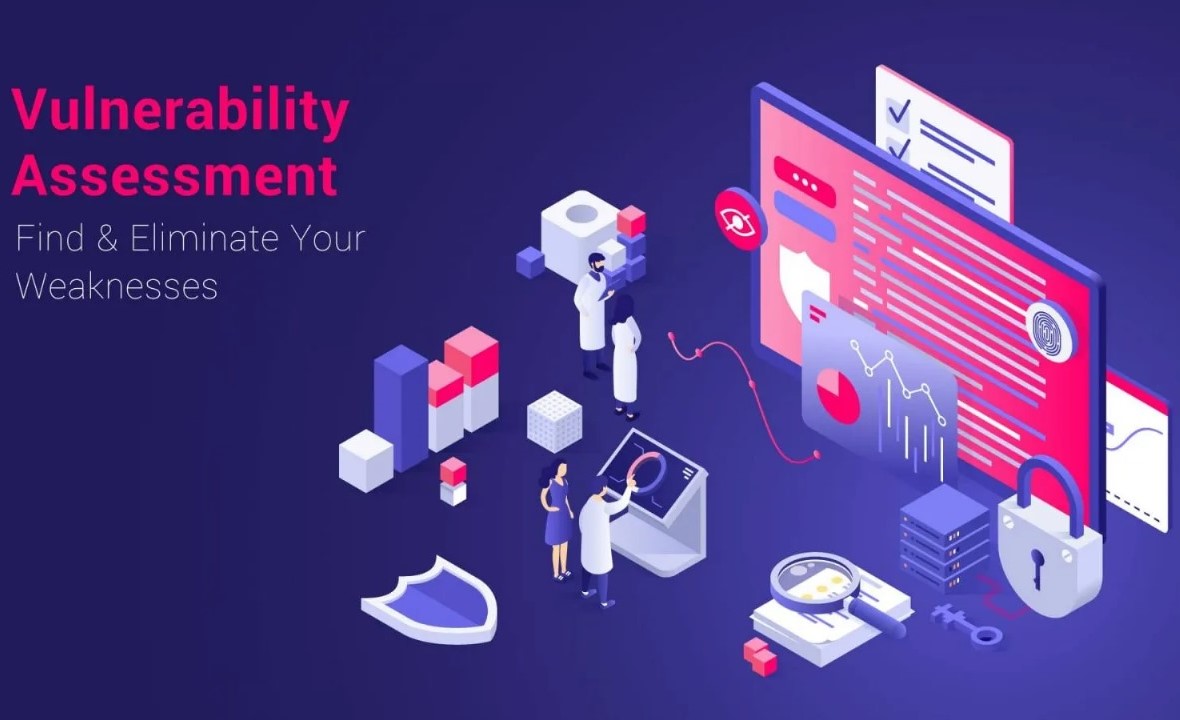 Vulnerability
Assessment
Find & Eliminate Your
Weaknesses